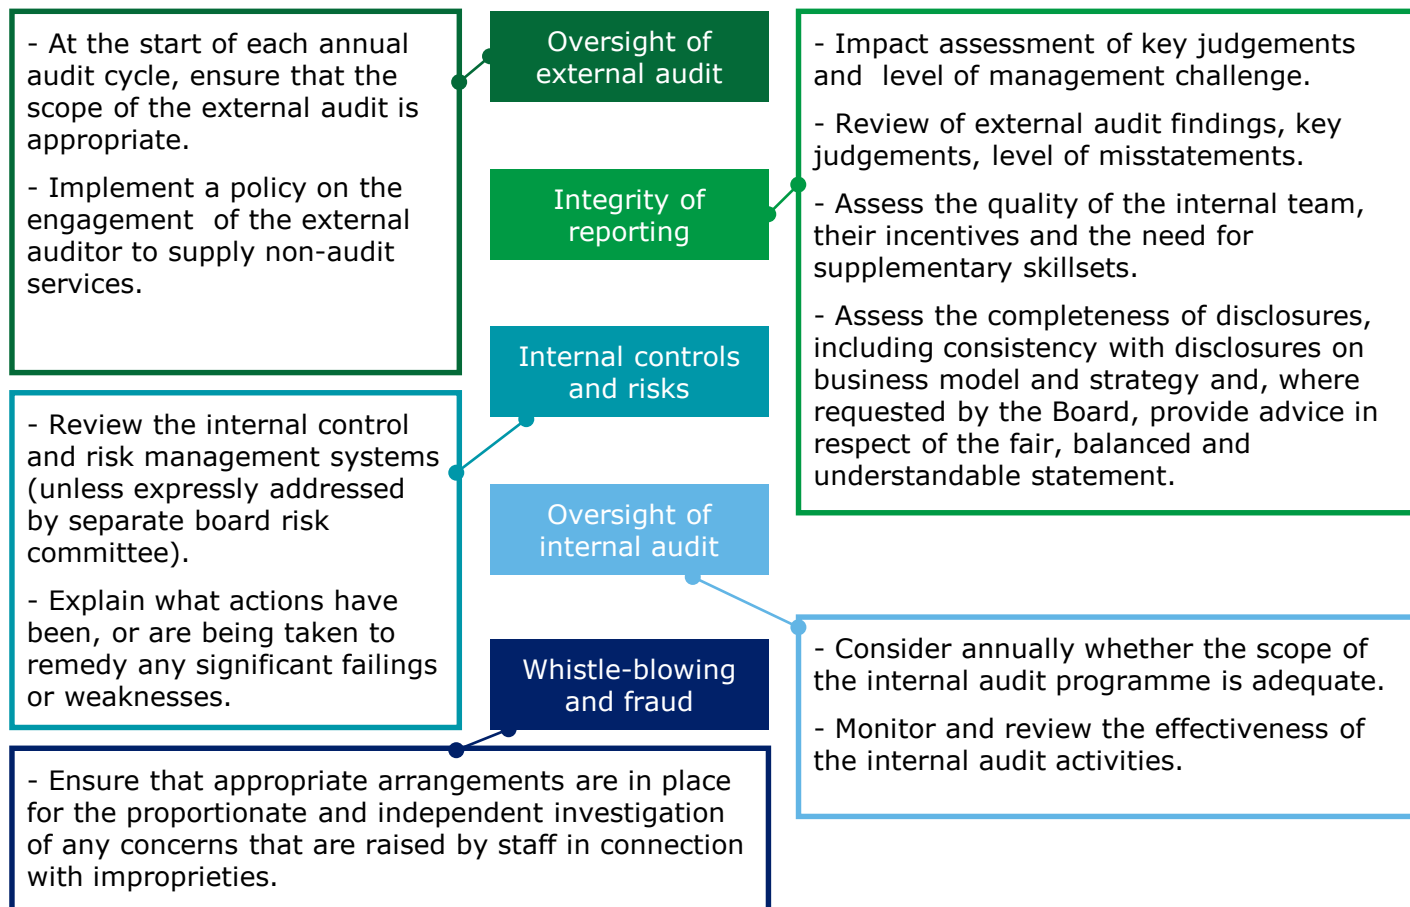 Oversight of
external audit
- At the start of each annual
audit cycle, ensure that the
scope of the external audit is
appropriate.
- Implement a policy on the
engagement  of the external
auditor to supply non-audit
services.
Integrity of
reporting
- Impact assessment of key judgements
and  level of management challenge.
- Review of external audit findings, key
judgements, level of misstatements.
- Assess the quality of the internal team,
their incentives and the need for
supplementary skillsets.
- Assess the completeness of disclosures,
including consistency with disclosures on
business model and strategy and, where
requested by the Board, provide advice in
respect of the fair, balanced and
understandable statement.
Internal controls
and risks
- Review the internal control
and risk management systems
(unless expressly addressed
by separate board risk
committee).
- Explain what actions have
been, or are being taken to
remedy any significant failings
or weaknesses.
Oversight of
internal audit
- Consider annually whether the scope of
the internal audit programme is adequate.
- Monitor and review the effectiveness of
the internal audit activities.
Whistle-blowing
and fraud
- Ensure that appropriate arrangements are in place
for the proportionate and independent investigation
of any concerns that are raised by staff in connection
with improprieties.